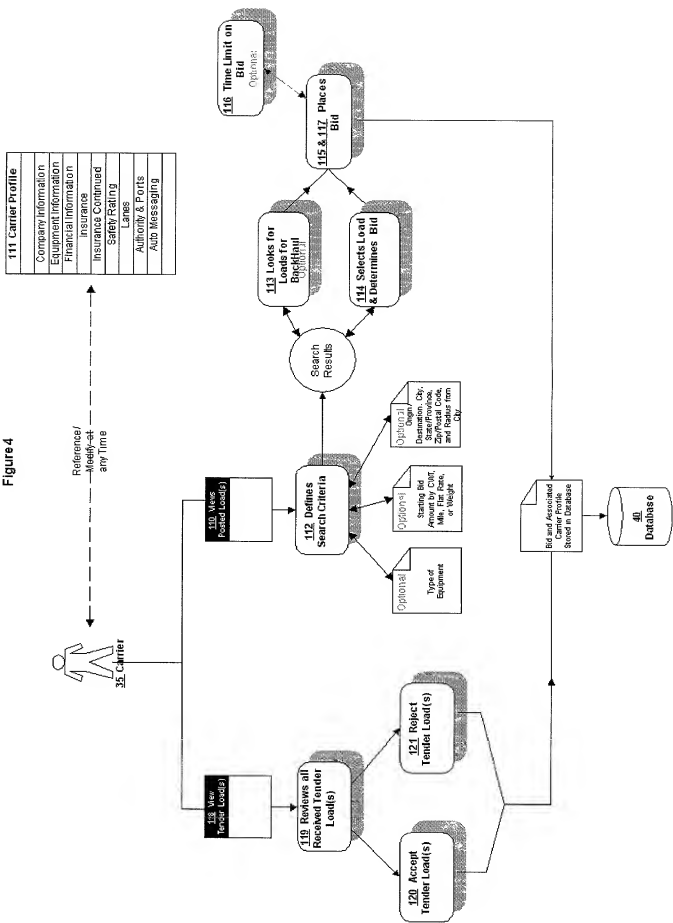 Figure 4
35 Carrier
Reference/
Modify at
any Time
111 Carrier Profile
Company Information
Equipment Information
Financial Information
Insurance
Insurance Continued
Safety Rating
Lanes
Authority & Ports
Auto Messaging
118 View
Tender Load(s)
119 Reviews all
Received Tender
Load(s)
120 Accept
Tender Load(s)
121 Reject
Tender Load(s)
110 Views
Posted Load(s)
112 Defines
Search Criteria
Optional
Type of
Equipment
Optional
Starting Bid
Amount by CWT,
Mile, Flat Rate,
or Weight
Optional
Origin/
Destination: City,
State/Province,
Zip/Postal Code,
and Radius from
City
Search
Results
113 Looks for
Loads for
BackHaul
Optional
114 Selects Load
& Determines Bid
115 & 117 Places
Bid
116 Time Limit on
Bid
Optional
Bid and Associated
Carrier Profile
Stored in Database
40
Database